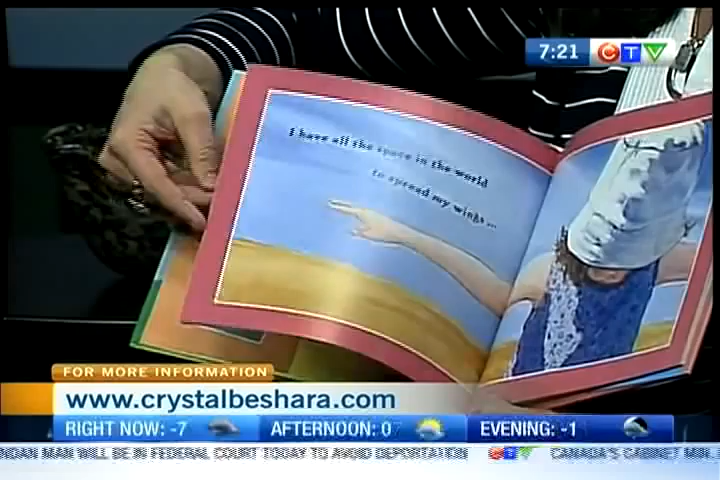 7:21 CTV
I have all the space in the world
to spread my wings...
FOR MORE INFORMATION
www.crystalbeshara.com
RIGHT NOW: -7 AFTERNOON: 0 EVENING: -1
MAN WILL BE IN FEDERAL COURT TODAY TO AVOID DEPORTATION CTV CANADA'S CABINET